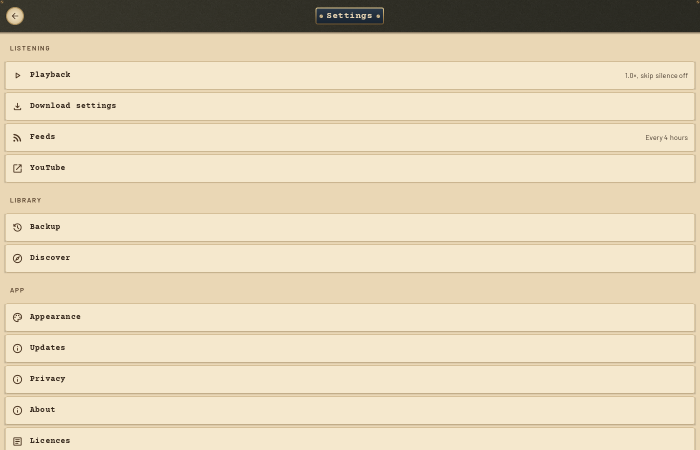 Settings
LISTENING
Playback 1.0×, skip silence off
Download settings
Feeds Every 4 hours
YouTube
LIBRARY
Backup
Discover
APP
Appearance
Updates
Privacy
About
Licences